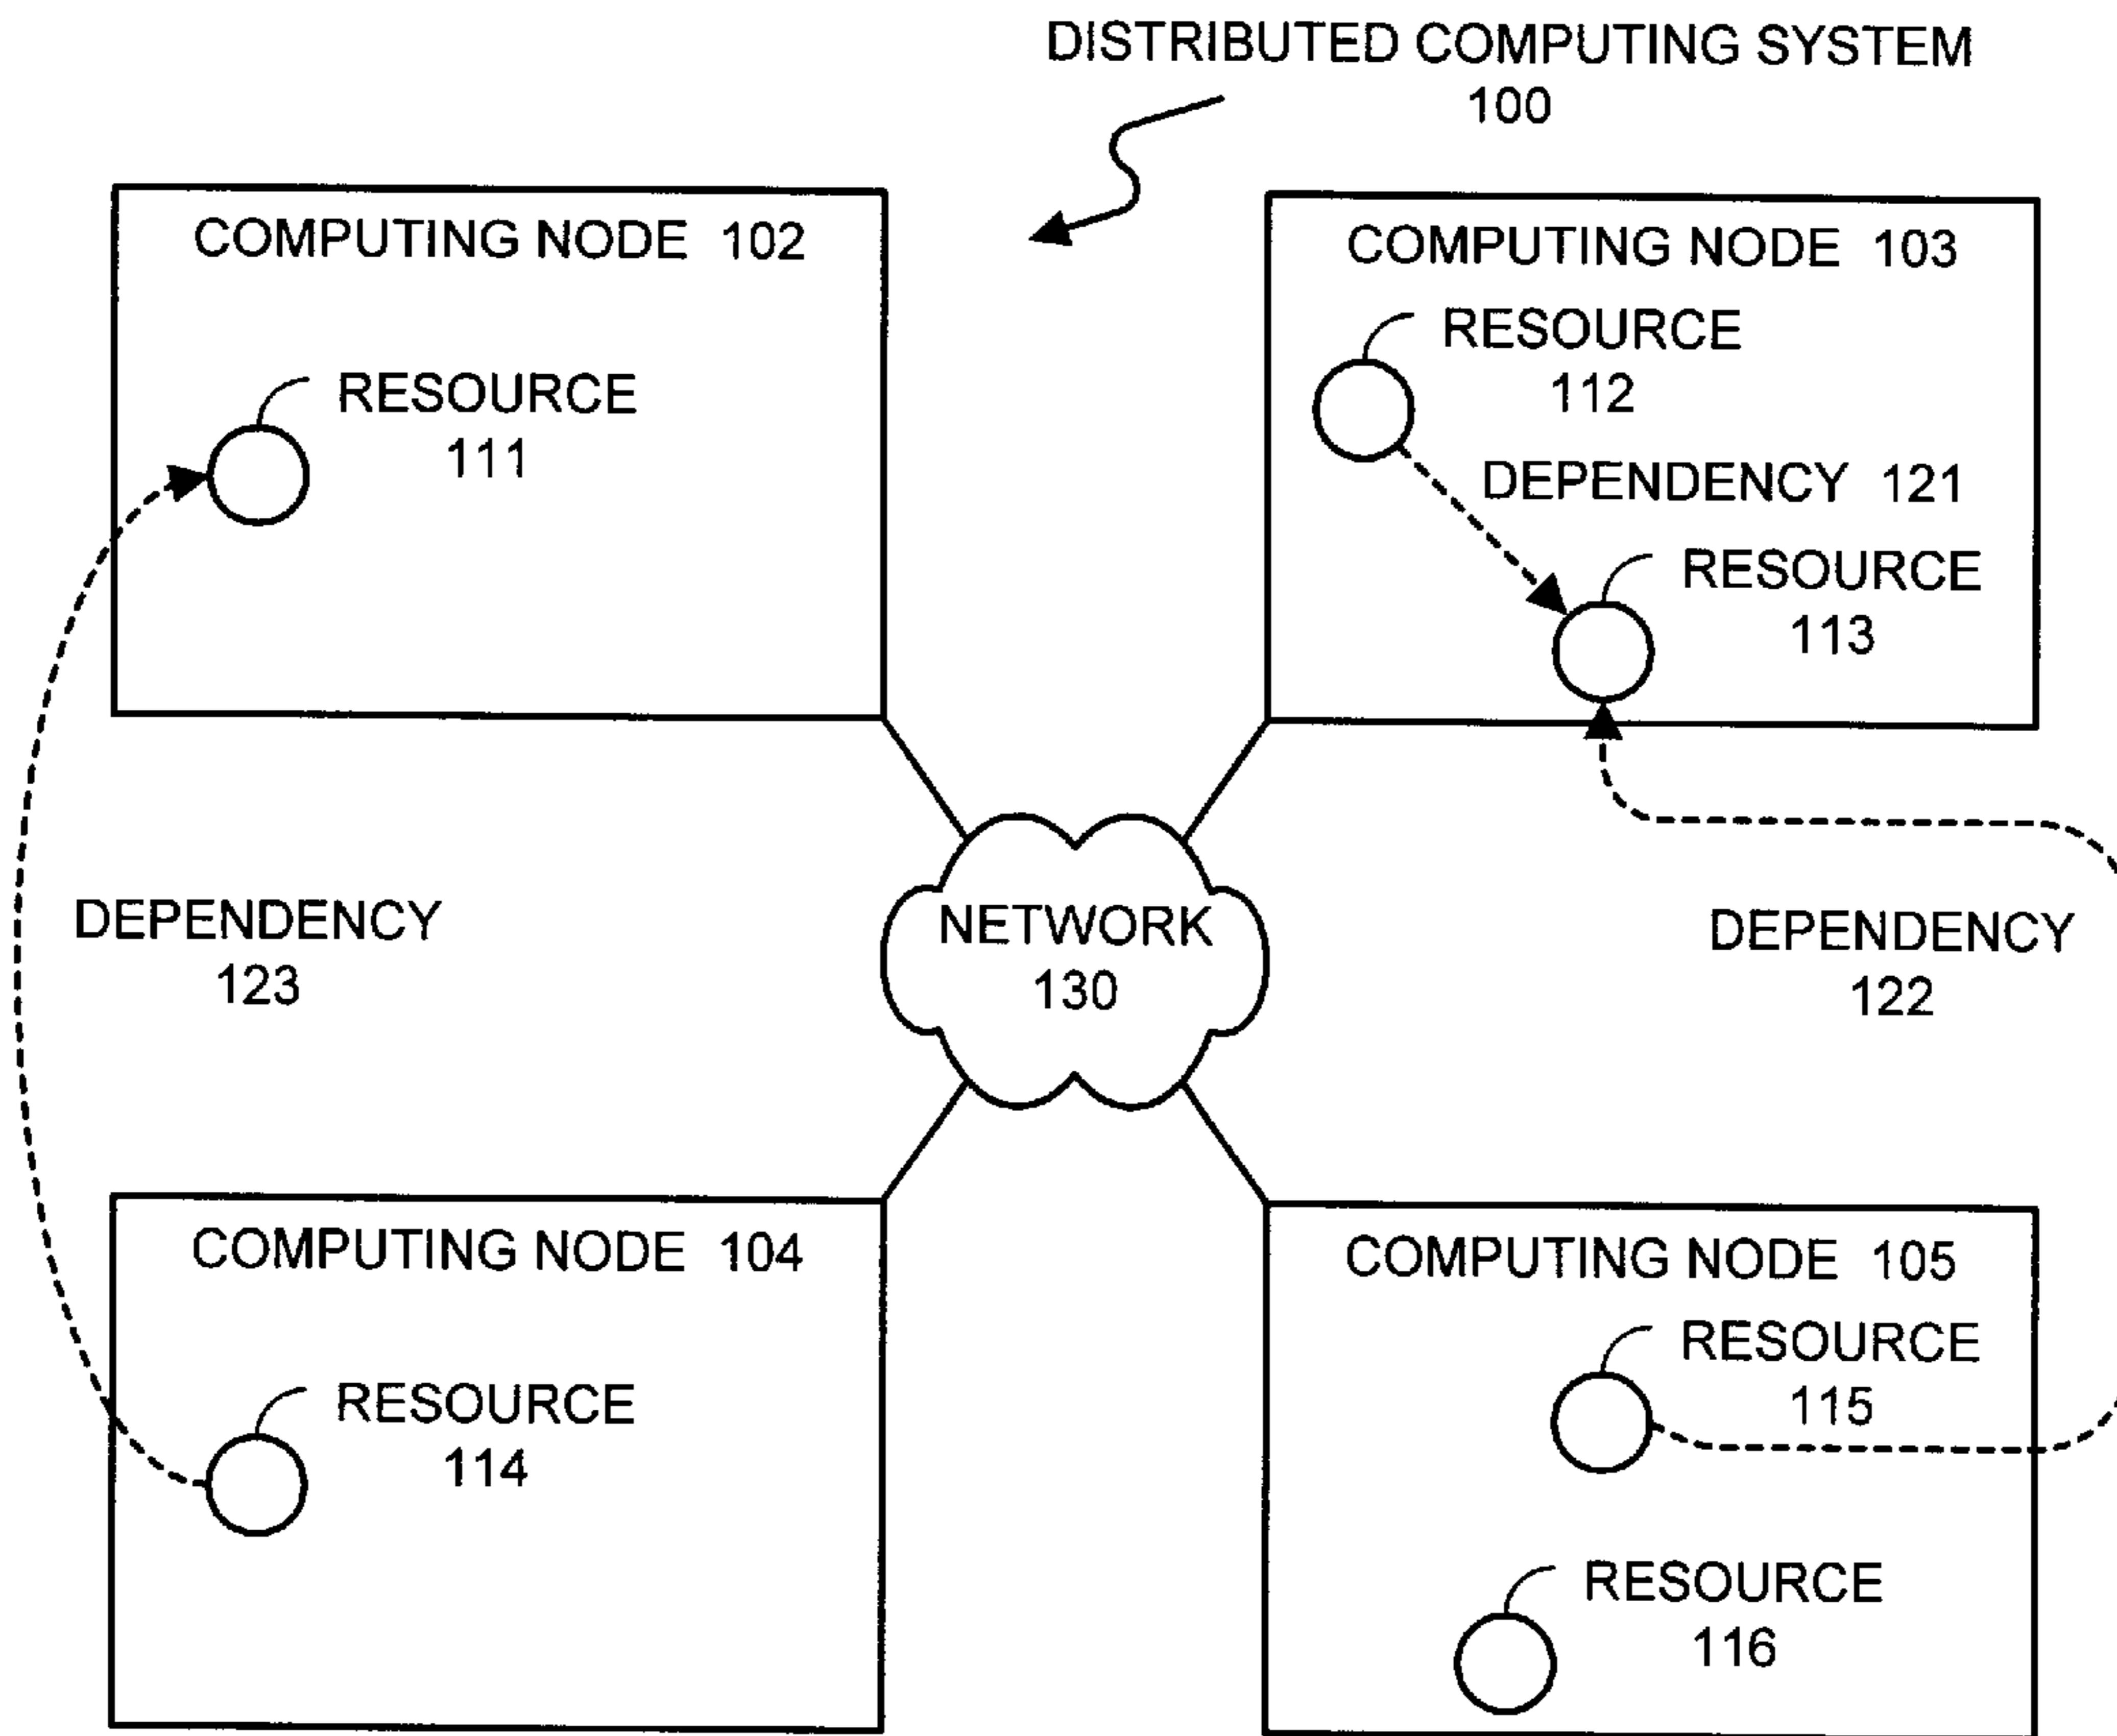 DISTRIBUTED COMPUTING SYSTEM
100
COMPUTING NODE 102
RESOURCE
111
COMPUTING NODE 103
RESOURCE
112
DEPENDENCY 121
RESOURCE
113
DEPENDENCY
123
NETWORK
130
DEPENDENCY
122
COMPUTING NODE 104
RESOURCE
114
COMPUTING NODE 105
RESOURCE
115
RESOURCE
116